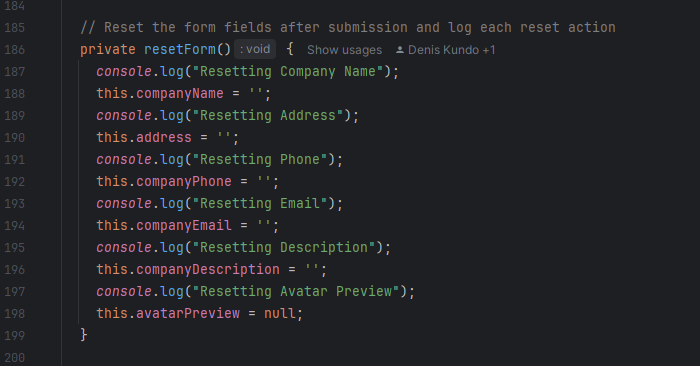 184
185 // Reset the form fields after submission and log each reset action
186 private resetForm() : void { Show usages Denis Kundo +1
187 console.log("Resetting Company Name");
188 this.companyName = '';
189 console.log("Resetting Address");
190 this.address = '';
191 console.log("Resetting Phone");
192 this.companyPhone = '';
193 console.log("Resetting Email");
194 this.companyEmail = '';
195 console.log("Resetting Description");
196 this.companyDescription = '';
197 console.log("Resetting Avatar Preview");
198 this.avatarPreview = null;
199 }
200